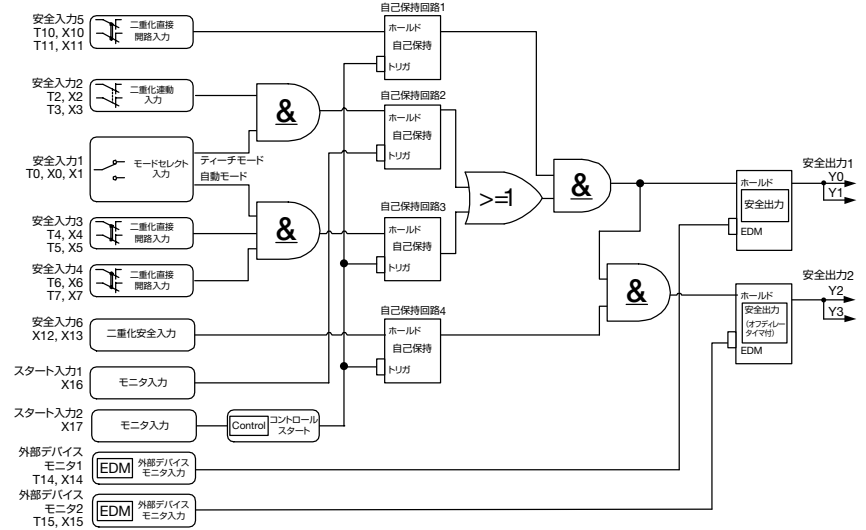 安全入力5
T10, X10
T11, X11
二重化直接
開路入力
安全入力2
T2, X2
T3, X3
二重化連動
入力
安全入力1
T0, X0, X1
モードセレクト
入力
ティーチモード
自動モード
安全入力3
T4, X4
T5, X5
二重化直接
開路入力
安全入力4
T6, X6
T7, X7
二重化直接
開路入力
安全入力6
X12, X13
二重化安全入力
スタート入力1
X16
モニタ入力
スタート入力2
X17
モニタ入力
Control
コントロール
スタート
外部デバイス
モニタ1
T14, X14
EDM
外部デバイス
モニタ入力
外部デバイス
モニタ2
T15, X15
EDM
外部デバイス
モニタ入力
&
&
自己保持回路1
ホールド
自己保持
トリガ
自己保持回路2
ホールド
自己保持
トリガ
自己保持回路3
ホールド
自己保持
トリガ
自己保持回路4
ホールド
自己保持
トリガ
>=1
&
&
ホールド
安全出力
EDM
安全出力1
Y0
Y1
ホールド
安全出力
(オフディレー
タイマ付)
EDM
安全出力2
Y2
Y3